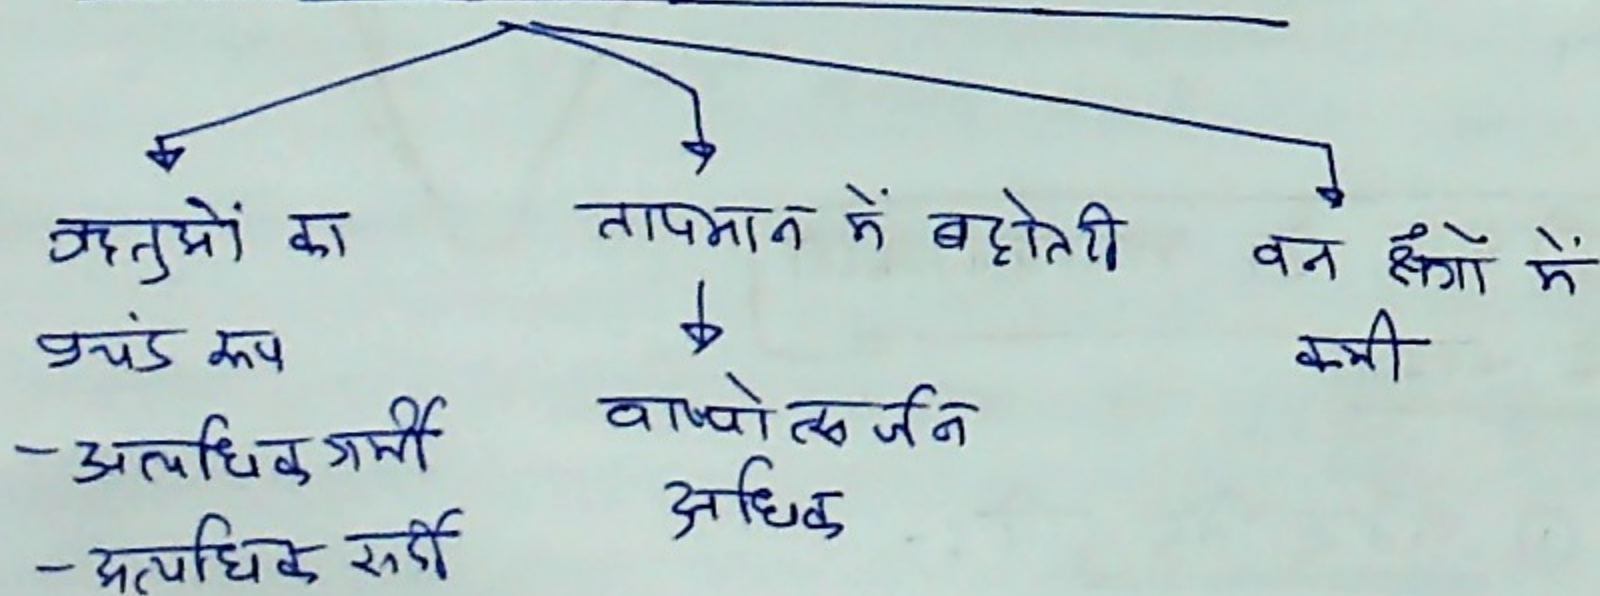 ऋतुओं का
प्रचंड रूप
- अत्यधिक गर्मी
- अत्यधिक सर्दी
तापमान में बढ़ोतरी
वाष्पोत्सर्जन
अधिक
वन में
कमी